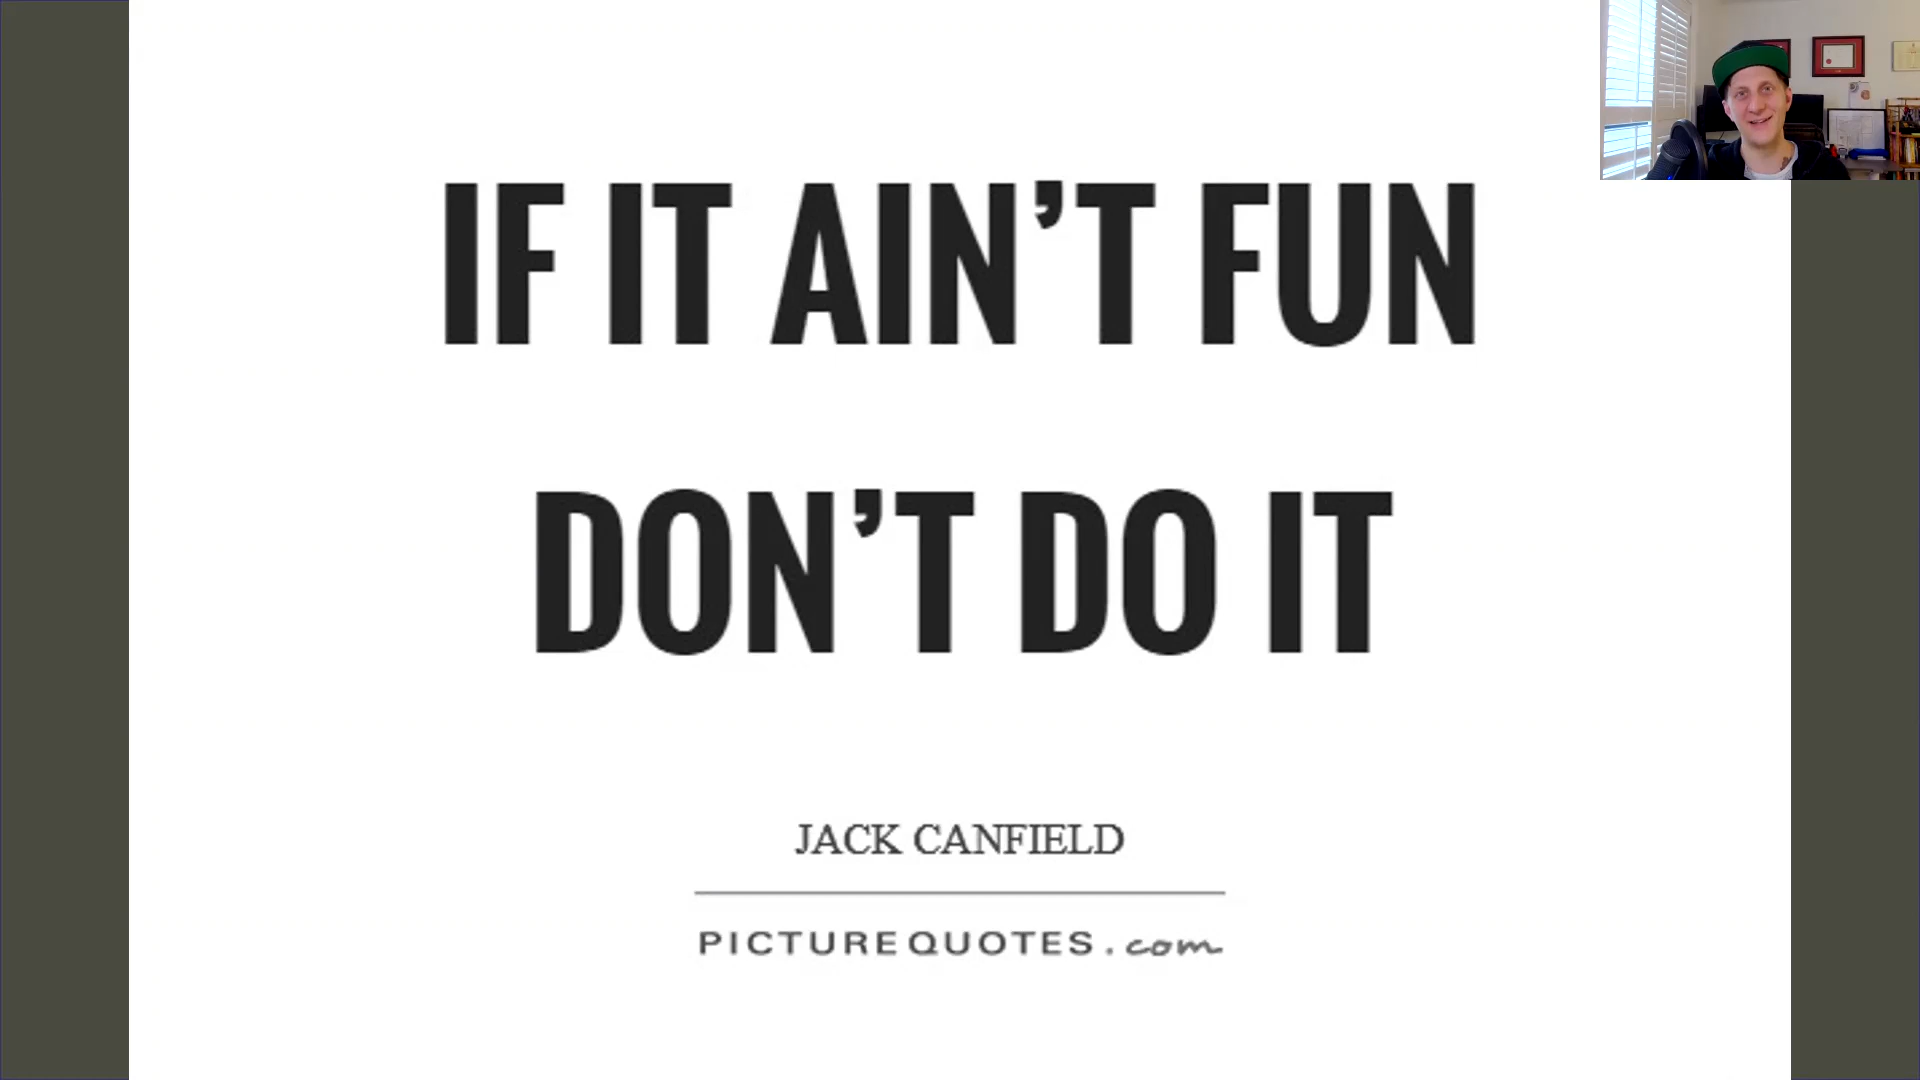 IF IT AIN’T FUN
DON’T DO IT
JACK CANFIELD
PICTUREQUOTES.com